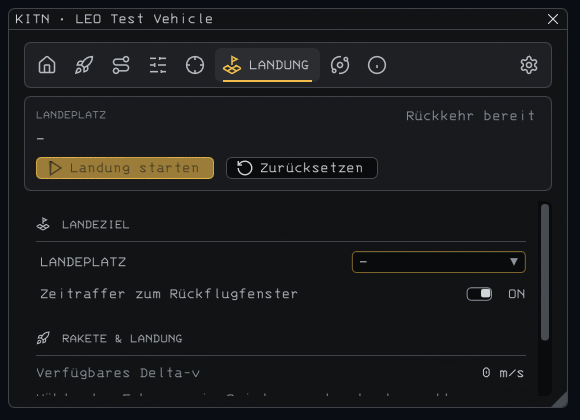 KITN · LEO Test Vehicle
LANDUNG
LANDEPLATZ
Rückkehr bereit
–
Landung starten
Zurücksetzen
LANDEZIEL
LANDEPLATZ –
Zeitraffer zum Rückflugfenster ON
RAKETE & LANDUNG
Verfügbares Delta-v 0 m/s